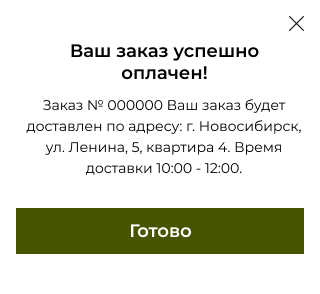 Ваш заказ успешно
оплачен!
Заказ № 000000 Ваш заказ будет
доставлен по адресу: г. Новосибирск,
ул. Ленина, 5, квартира 4. Время
доставки 10:00 - 12:00.
Готово